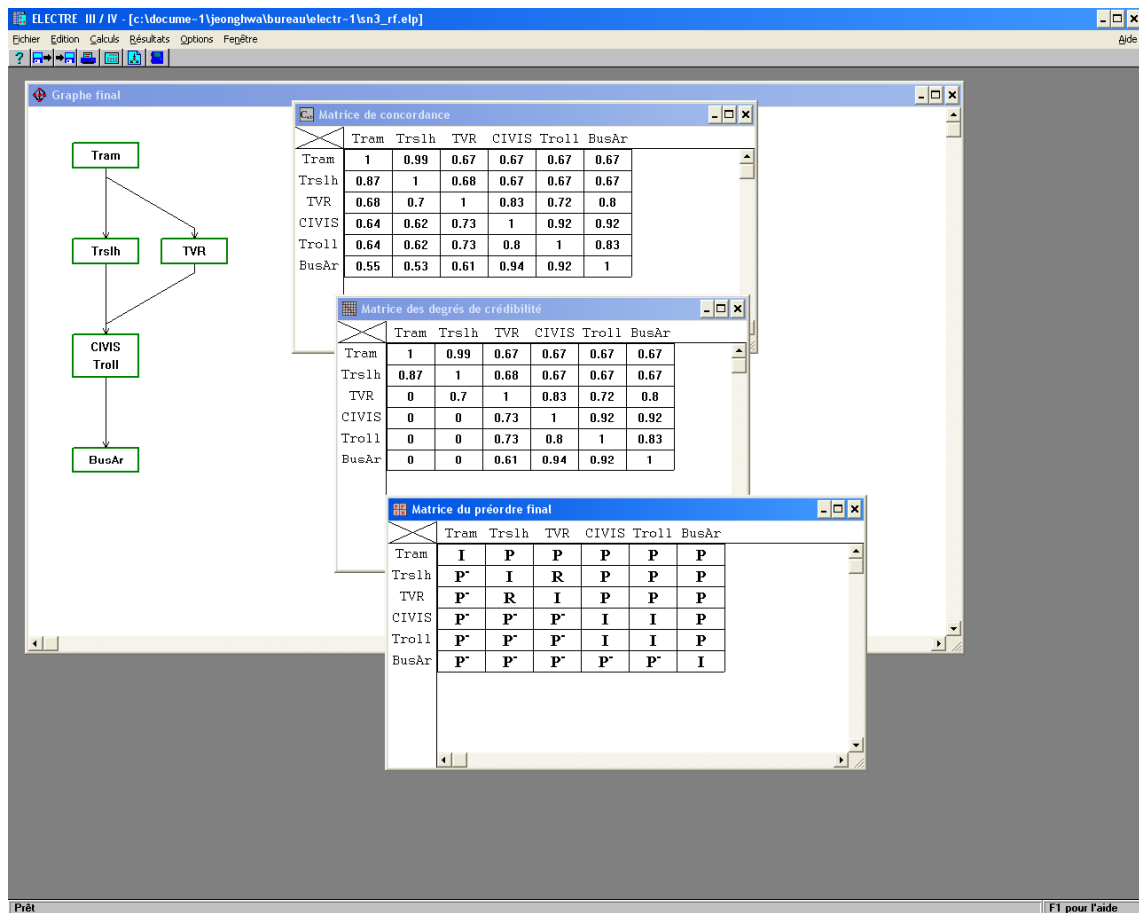 ELECTRE III / IV - [c:\docume~1\jeonghwa\bureau\electr~1\sn3_rf.elp]
Fichier Edition Calculs Résultats Options Fenêtre Aide
?
Graphe final
Tram
Trslh TVR
CIVIS
Troll
BusAr
Matrice de concordance
Tram Trslh TVR CIVIS Troll BusAr
Tram 1 0.99 0.67 0.67 0.67 0.67
Trslh 0.87 1 0.68 0.67 0.67 0.67
TVR 0.68 0.7 1 0.83 0.72 0.8
CIVIS 0.64 0.62 0.73 1 0.92 0.92
Troll 0.64 0.62 0.73 0.8 1 0.83
BusAr 0.55 0.53 0.61 0.94 0.92 1
Matrice des degrés de crédibilité
Tram Trslh TVR CIVIS Troll BusAr
Tram 1 0.99 0.67 0.67 0.67 0.67
Trslh 0.87 1 0.68 0.67 0.67 0.67
TVR 0 0.7 1 0.83 0.72 0.8
CIVIS 0 0 0.73 1 0.92 0.92
Troll 0 0 0.73 0.8 1 0.83
BusAr 0 0 0.61 0.94 0.92 1
Matrice du préordre final
Tram Trslh TVR CIVIS Troll BusAr
Tram I P P P P P
Trslh P⁻ I R P P P
TVR P⁻ R I P P P
CIVIS P⁻ P⁻ P⁻ I I P
Troll P⁻ P⁻ P⁻ I I P
BusAr P⁻ P⁻ P⁻ P⁻ P⁻ I
Prêt F1 pour l'aide